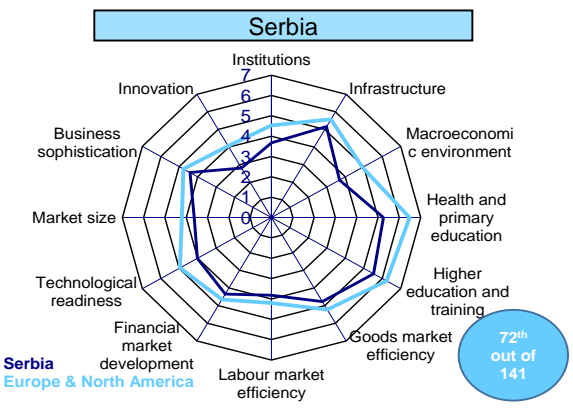 Serbia
Institutions
7
6
5
4
3
2
1
0
Infrastructure
Macroeconomi
c environment
Health and
primary
education
Higher
education and
training
Goods market
efficiency
Labour market
efficiency
Financial
market
development
Technological
readiness
Market size
Business
sophistication
Innovation
Serbia
Europe & North America
72th
out of
141